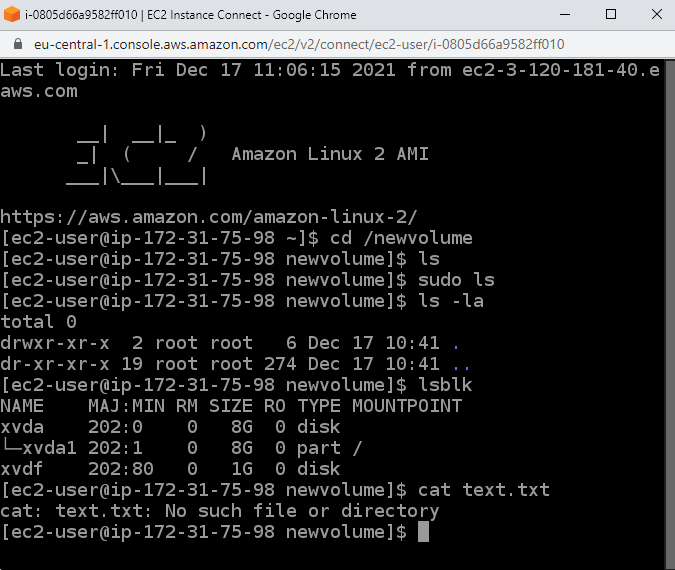 i-0805d66a9582ff010 | EC2 Instance Connect - Google Chrome
eu-central-1.console.aws.amazon.com/ec2/v2/connect/ec2-user/i-0805d66a9582ff010
Last login: Fri Dec 17 11:06:15 2021 from ec2-3-120-181-40.e
aws.com
       __|  __|_  )
       _|  (     /   Amazon Linux 2 AMI
      ___|\___|___|
https://aws.amazon.com/amazon-linux-2/
[ec2-user@ip-172-31-75-98 ~]$ cd /newvolume
[ec2-user@ip-172-31-75-98 newvolume]$ ls
[ec2-user@ip-172-31-75-98 newvolume]$ sudo ls
[ec2-user@ip-172-31-75-98 newvolume]$ ls -la
total 0
drwxr-xr-x  2 root root   6 Dec 17 10:41 .
dr-xr-xr-x 19 root root 274 Dec 17 10:41 ..
[ec2-user@ip-172-31-75-98 newvolume]$ lsblk
NAME    MAJ:MIN RM SIZE RO TYPE MOUNTPOINT
xvda    202:0    0   8G  0 disk
└─xvda1 202:1    0   8G  0 part /
xvdf    202:80   0   1G  0 disk
[ec2-user@ip-172-31-75-98 newvolume]$ cat text.txt
cat: text.txt: No such file or directory
[ec2-user@ip-172-31-75-98 newvolume]$